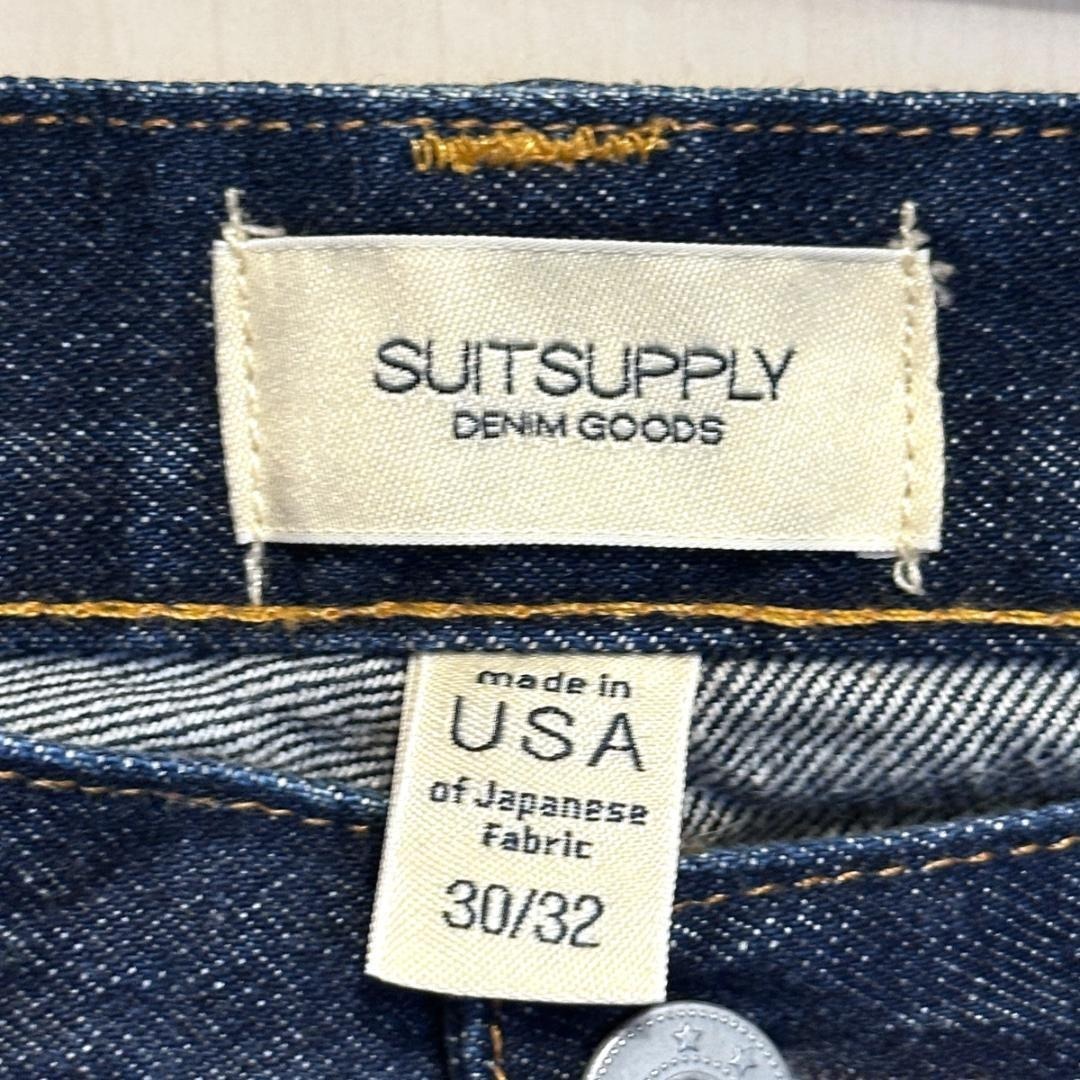 SUITSUPPLY
DENIM GOODS
made in
USA
of Japanese
Fabric
30/32